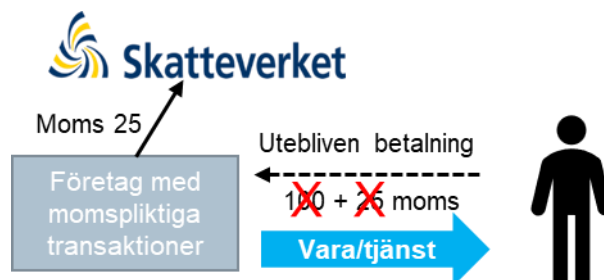 Skatteverket
Moms 25
Utebliven betalning
100 + 25 moms
Företag med
momspliktiga
transaktioner
Vara/tjänst